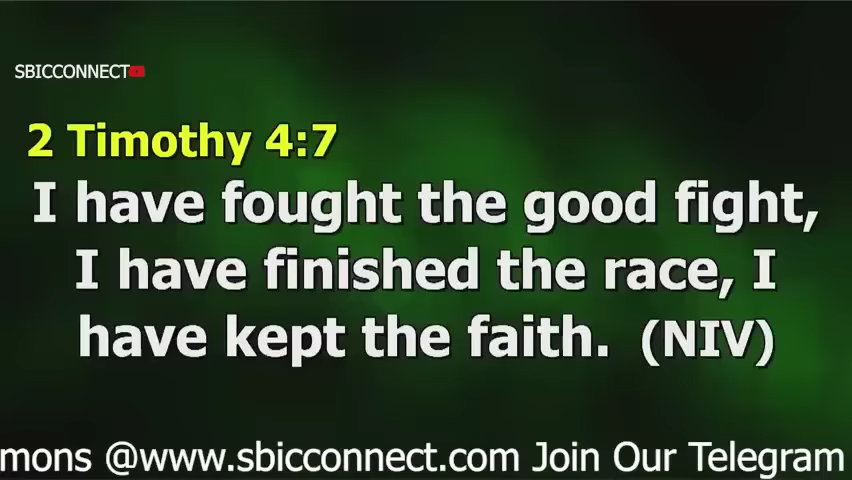 SBICCONNECT
2 Timothy 4:7
I have fought the good fight,
I have finished the race, I
have kept the faith. (NIV)
mons @www.sbicconnect.com Join Our Telegram